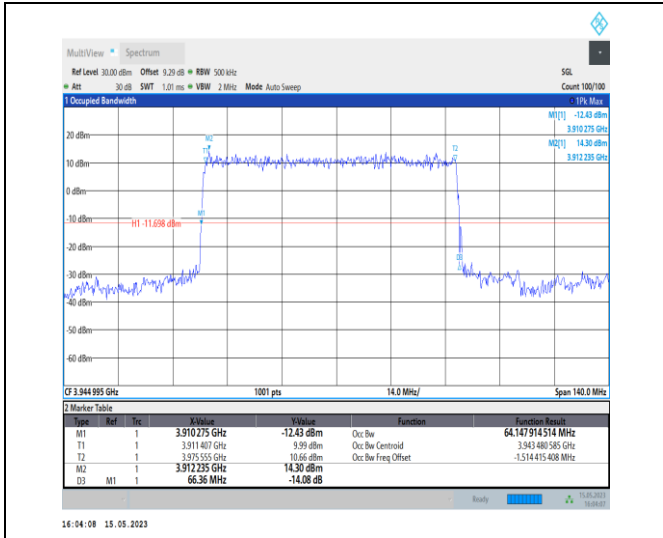 MultiView Spectrum
Ref Level 30.00 dBm Offset 9.29 dB RBW 500 kHz SGL
Att 30 dB SWT 1.01 ms VBW 2 MHz Mode Auto Sweep Count 100/100
1 Occupied Bandwidth 1Pk Max
M1[1] -12.43 dBm
3.910 275 GHz
M2[1] 14.30 dBm
3.912 235 GHz
20 dBm
M2
T1
T2
10 dBm
0 dBm
M1
-10 dBm
H1 -11.698 dBm
-20 dBm
D3
-30 dBm
-40 dBm
-50 dBm
-60 dBm
CF 3.944 995 GHz 1001 pts 14.0 MHz/ Span 140.0 MHz
2 Marker Table
Type Ref Trc X-Value Y-Value Function Function Result
M1 1 3.910 275 GHz -12.43 dBm Occ Bw 64.147 914 514 MHz
T1 1 3.911 407 GHz 9.99 dBm Occ Bw Centroid 3.943 480 585 GHz
T2 1 3.975 555 GHz 10.66 dBm Occ Bw Freq Offset -1.514 415 408 MHz
M2 1 3.912 235 GHz 14.30 dBm
D3 M1 1 66.36 MHz -14.08 dB
Ready 15.05.2023
16:04:07
16:04:08 15.05.2023